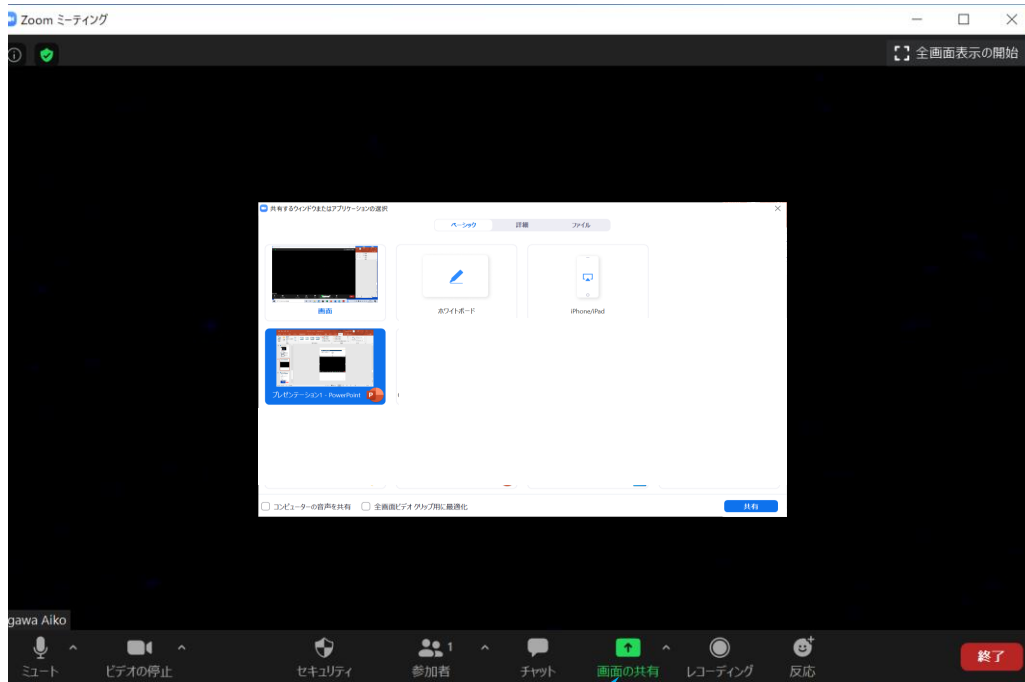 Zoom ミーティング
全画面表示の開始
共有するウィンドウまたはアプリケーションの選択
ベーシック 詳細 ファイル
画面 ホワイトボード iPhone/iPad
プレゼンテーション1 - PowerPoint
コンピューターの音声を共有 全画面ビデオ クリップ用に最適化 共有
gawa Aiko
ミュート ビデオの停止 セキュリティ 参加者 1 チャット 画面の共有 レコーディング 反応 終了